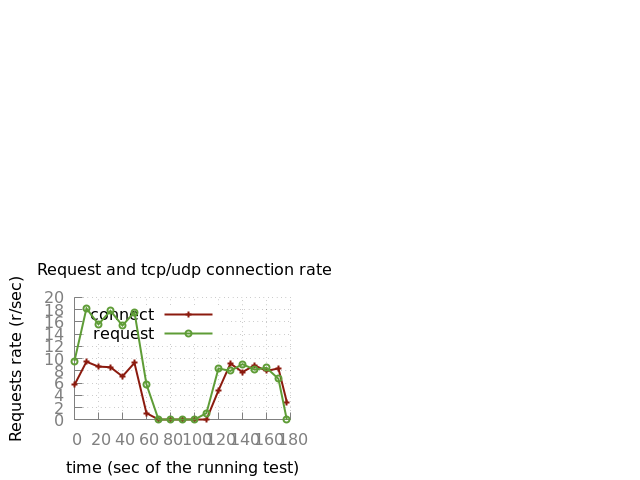 Request and tcp/udp connection rate
Requests rate (r/sec)
20
18
16
14
12
10
8
6
4
2
0
connect
request
0 20 40 60 80 100 120 140 160 180
time (sec of the running test)